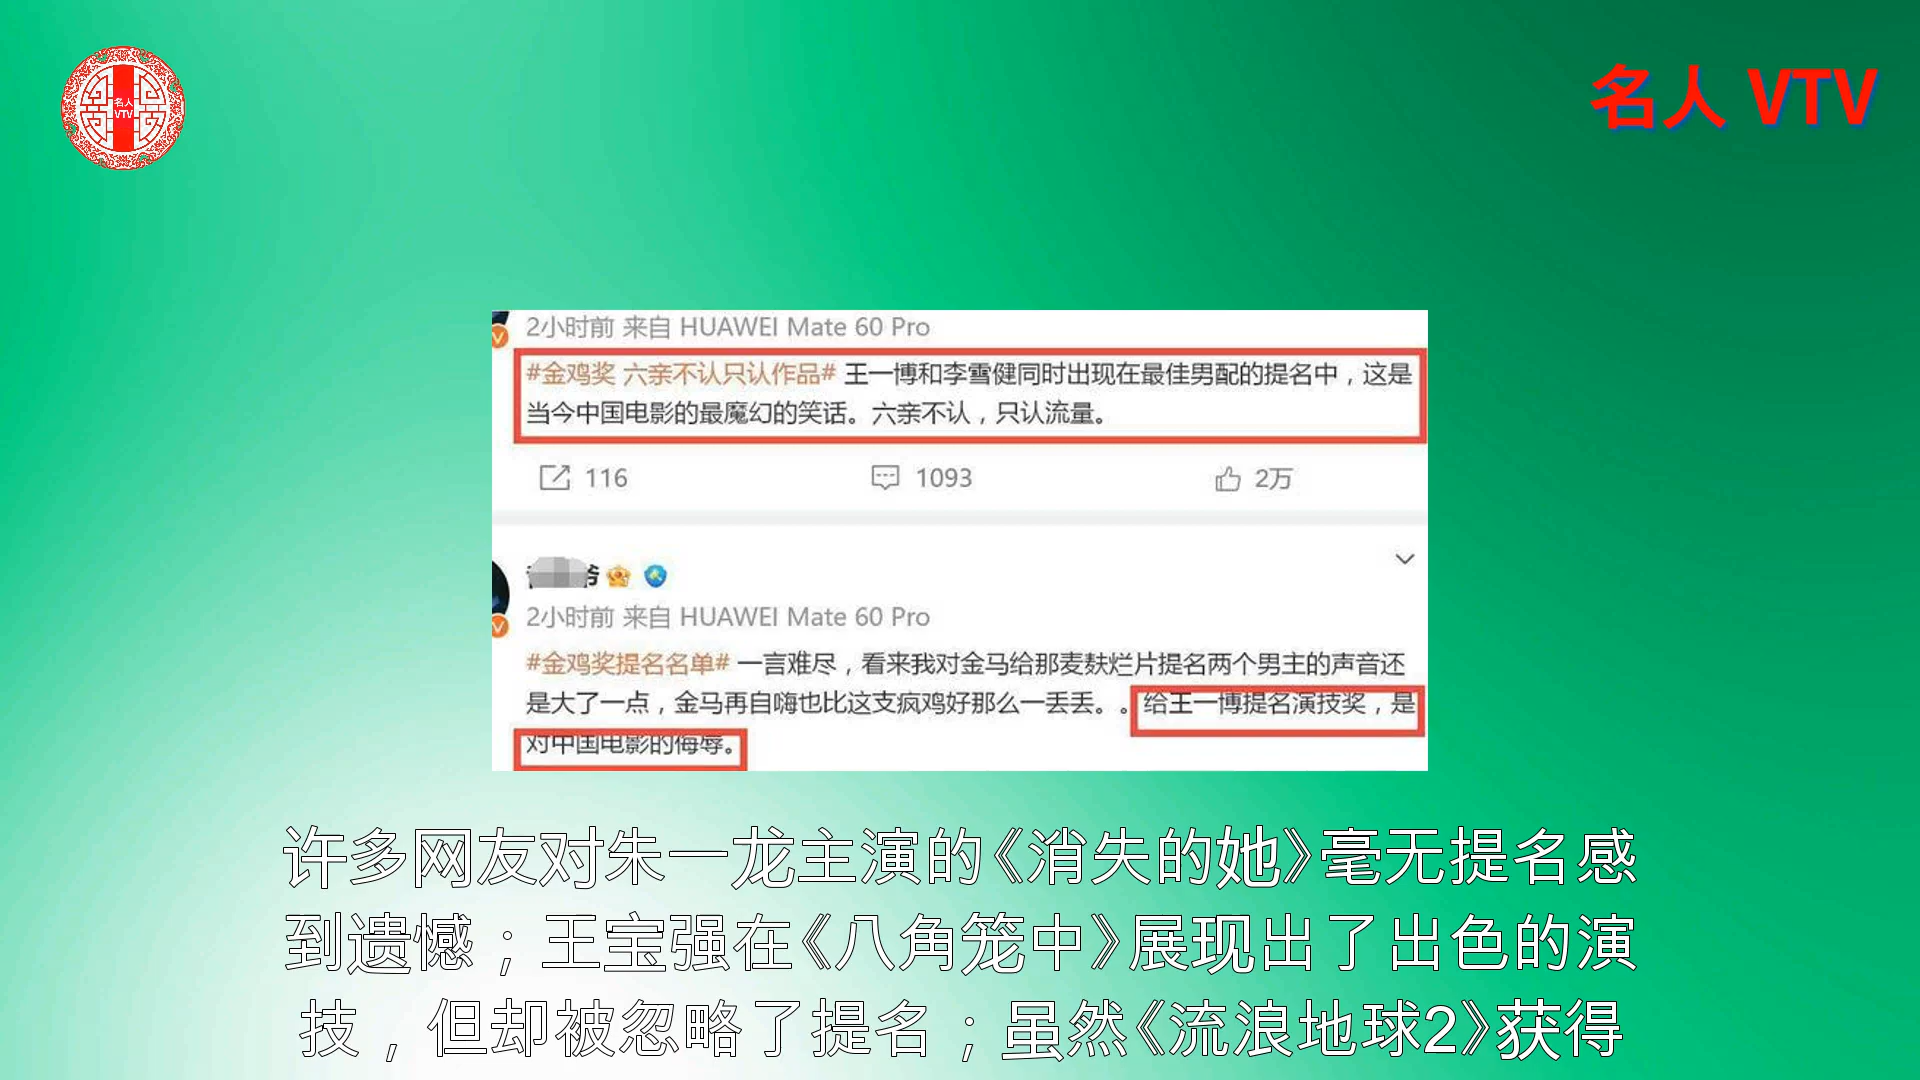 名人
VTV
名人 VTV
2小时前 来自 HUAWEI Mate 60 Pro
#金鸡奖 六亲不认只认作品# 王一博和李雪健同时出现在最佳男配的提名中，这是
当今中国电影的最魔幻的笑话。六亲不认，只认流量。
116 1093 2万
爷
2小时前 来自 HUAWEI Mate 60 Pro
#金鸡奖提名名单# 一言难尽，看来我对金马给那麦麸烂片提名两个男主的声音还
是大了一点，金马再自嗨也比这支疯鸡好那么一丢丢。。给王一博提名演技奖，是
对中国电影的侮辱。
许多网友对朱一龙主演的《消失的她》毫无提名感
到遗憾；王宝强在《八角笼中》展现出了出色的演
技，但却被忽略了提名；虽然《流浪地球2》获得